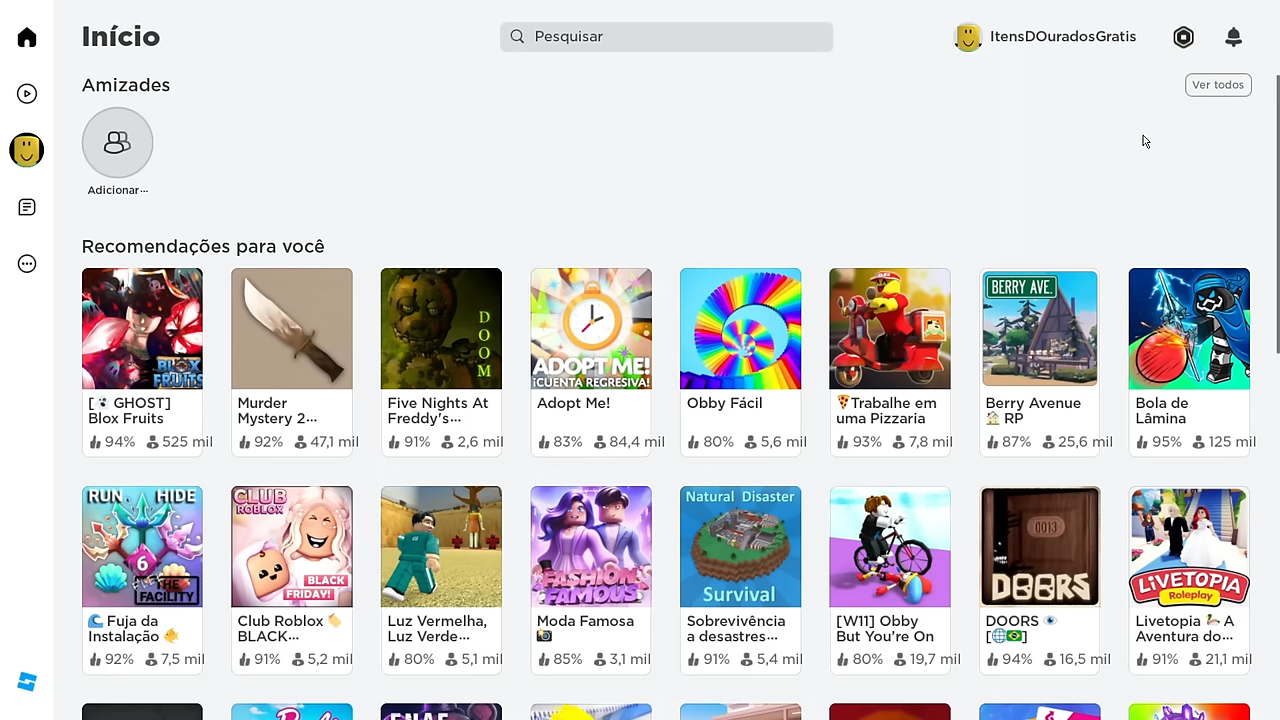 Início
Pesquisar
ItensDOuradosGratis
Amizades
Ver todos
Adicionar...
Recomendações para você
BLOX FRUITS
DOOM
ADOPT ME!
¡CUENTA REGRESIVA!
BERRY AVE.
[👻 GHOST] Blox Fruits
Murder Mystery 2...
Five Nights At Freddy's...
Adopt Me!
Obby Fácil
🍕Trabalhe em uma Pizzaria
Berry Avenue 🏠 RP
Bola de Lâmina
94% 525 mil
92% 47,1 mil
91% 2,6 mil
83% 84,4 mil
80% 5,6 mil
93% 7,8 mil
87% 25,6 mil
95% 125 mil
RUN HIDE
6
THE FACILITY
CLUB ROBLOX
BLACK FRIDAY!
FASHION FAMOUS
Natural Disaster
Survival
0013
DOORS
LIVETOPIA
Roleplay
🌊 Fuja da Instalação 🐠
Club Roblox 🏷️ BLACK...
Luz Vermelha, Luz Verde...
Moda Famosa 📸
Sobrevivência a desastres...
[W11] Obby But You're On
DOORS 👁️ [🌐🇧🇷]
Livetopia 🦆 A Aventura do...
92% 7,5 mil
91% 5,2 mil
80% 5,1 mil
85% 3,1 mil
91% 5,4 mil
80% 19,7 mil
94% 16,5 mil
91% 21,1 mil